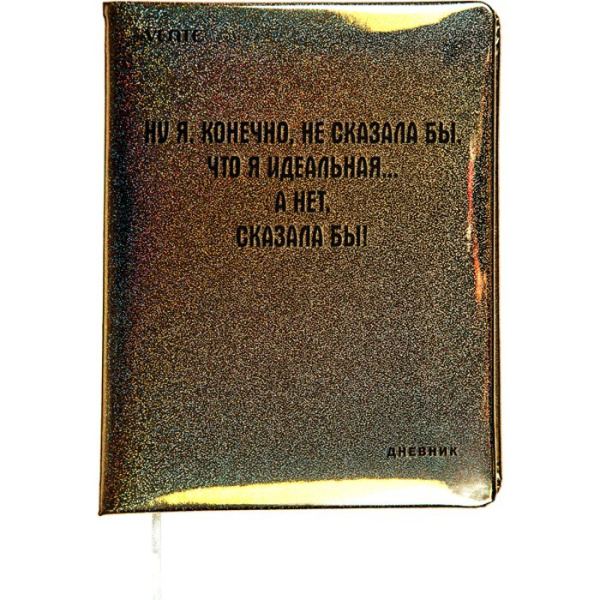 deVENTE
НУ Я, КОНЕЧНО, НЕ СКАЗАЛА БЫ,
ЧТО Я ИДЕАЛЬНАЯ...
А НЕТ,
СКАЗАЛА БЫ!
ДНЕВНИК